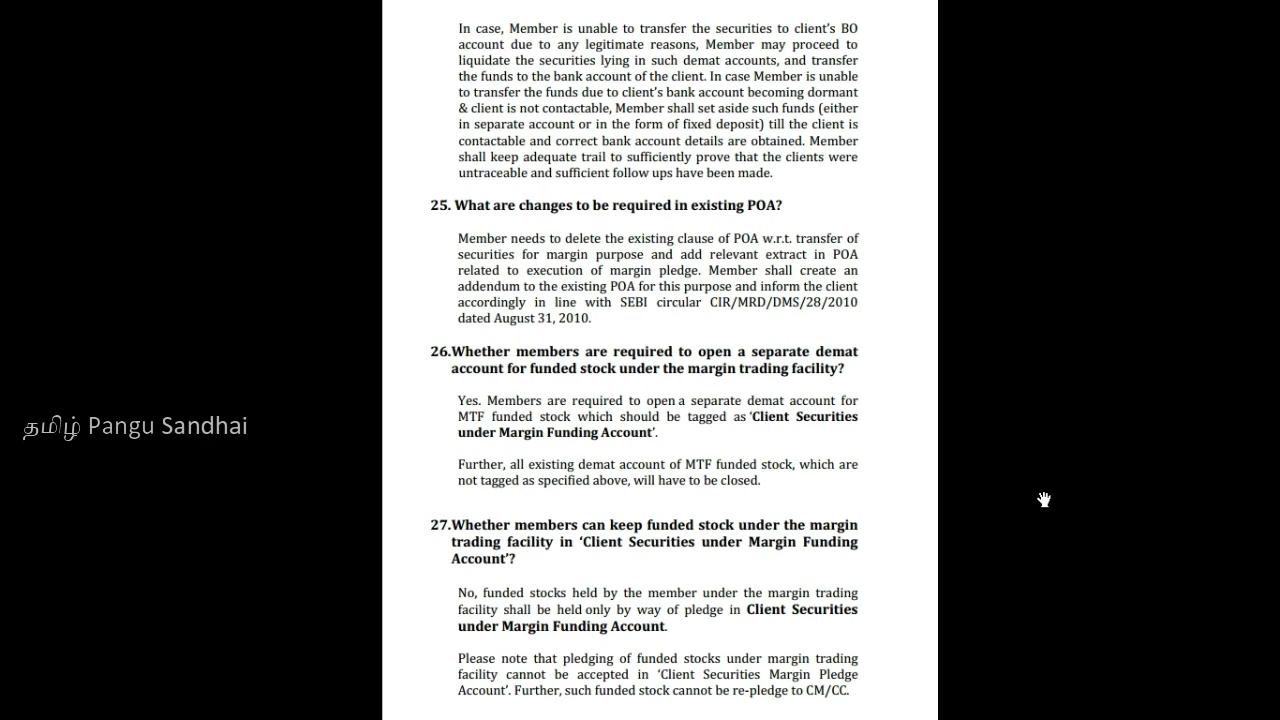 In case, Member is unable to transfer the securities to client's BO
account due to any legitimate reasons, Member may proceed to
liquidate the securities lying in such demat accounts, and transfer
the funds to the bank account of the client. In case Member is unable
to transfer the funds due to client's bank account becoming dormant
& client is not contactable, Member shall set aside such funds (either
in separate account or in the form of fixed deposit) till the client is
contactable and correct bank account details are obtained. Member
shall keep adequate trail to sufficiently prove that the clients were
untraceable and sufficient follow ups have been made.
25. What are changes to be required in existing POA?
Member needs to delete the existing clause of POA w.r.t. transfer of
securities for margin purpose and add relevant extract in POA
related to execution of margin pledge. Member shall create an
addendum to the existing POA for this purpose and inform the client
accordingly in line with SEBI circular CIR/MRD/DMS/28/2010
dated August 31, 2010.
26.Whether members are required to open a separate demat
account for funded stock under the margin trading facility?
Yes. Members are required to open a separate demat account for
MTF funded stock which should be tagged as ‘Client Securities
under Margin Funding Account’.
Further, all existing demat account of MTF funded stock, which are
not tagged as specified above, will have to be closed.
27.Whether members can keep funded stock under the margin
trading facility in ‘Client Securities under Margin Funding
Account’?
No, funded stocks held by the member under the margin trading
facility shall be held only by way of pledge in Client Securities
under Margin Funding Account.
Please note that pledging of funded stocks under margin trading
facility cannot be accepted in ‘Client Securities Margin Pledge
Account’. Further, such funded stock cannot be re-pledge to CM/CC.
தமிழ் Pangu Sandhai